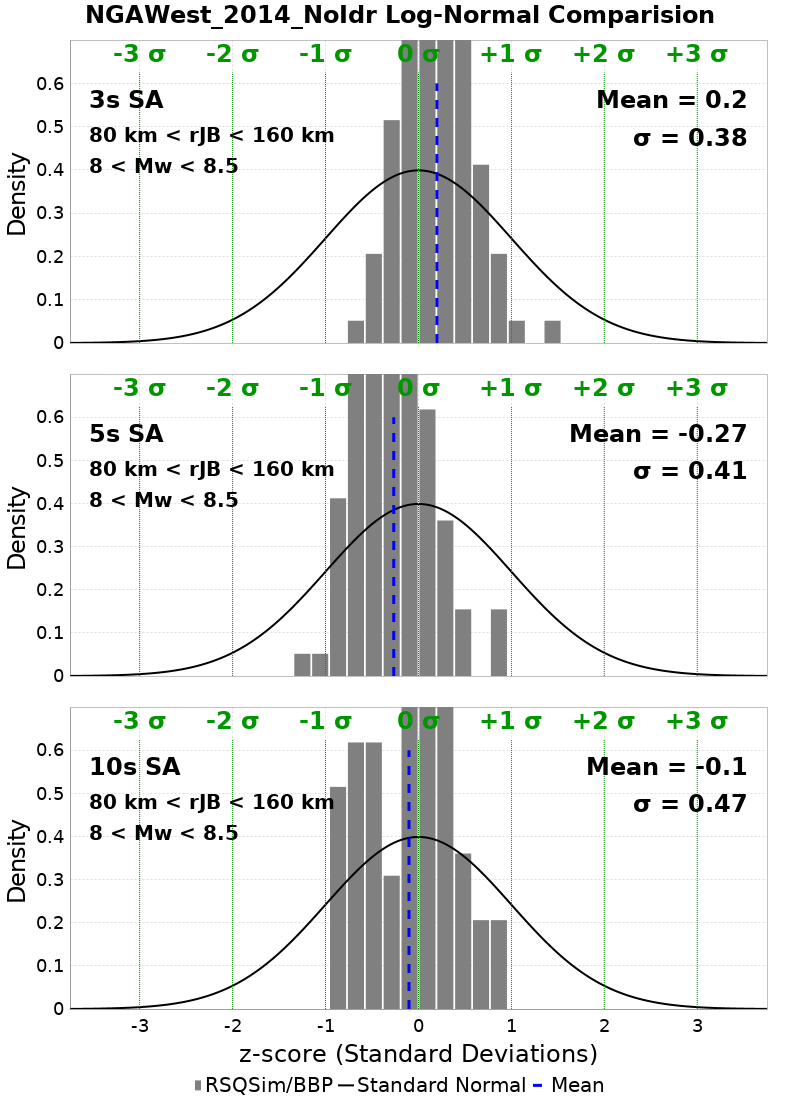 NGAWest_2014_NoIdr Log-Normal Comparision
-3 σ -2 σ -1 σ 0 σ +1 σ +2 σ +3 σ
3s SA
80 km < rJB < 160 km
8 < Mw < 8.5
Mean = 0.2
σ = 0.38
Density
0.6
0.5
0.4
0.3
0.2
0.1
0
-3 σ -2 σ -1 σ 0 σ +1 σ +2 σ +3 σ
5s SA
80 km < rJB < 160 km
8 < Mw < 8.5
Mean = -0.27
σ = 0.41
Density
0.6
0.5
0.4
0.3
0.2
0.1
0
-3 σ -2 σ -1 σ 0 σ +1 σ +2 σ +3 σ
10s SA
80 km < rJB < 160 km
8 < Mw < 8.5
Mean = -0.1
σ = 0.47
Density
0.6
0.5
0.4
0.3
0.2
0.1
0
-3 -2 -1 0 1 2 3
z-score (Standard Deviations)
RSQSim/BBP Standard Normal Mean